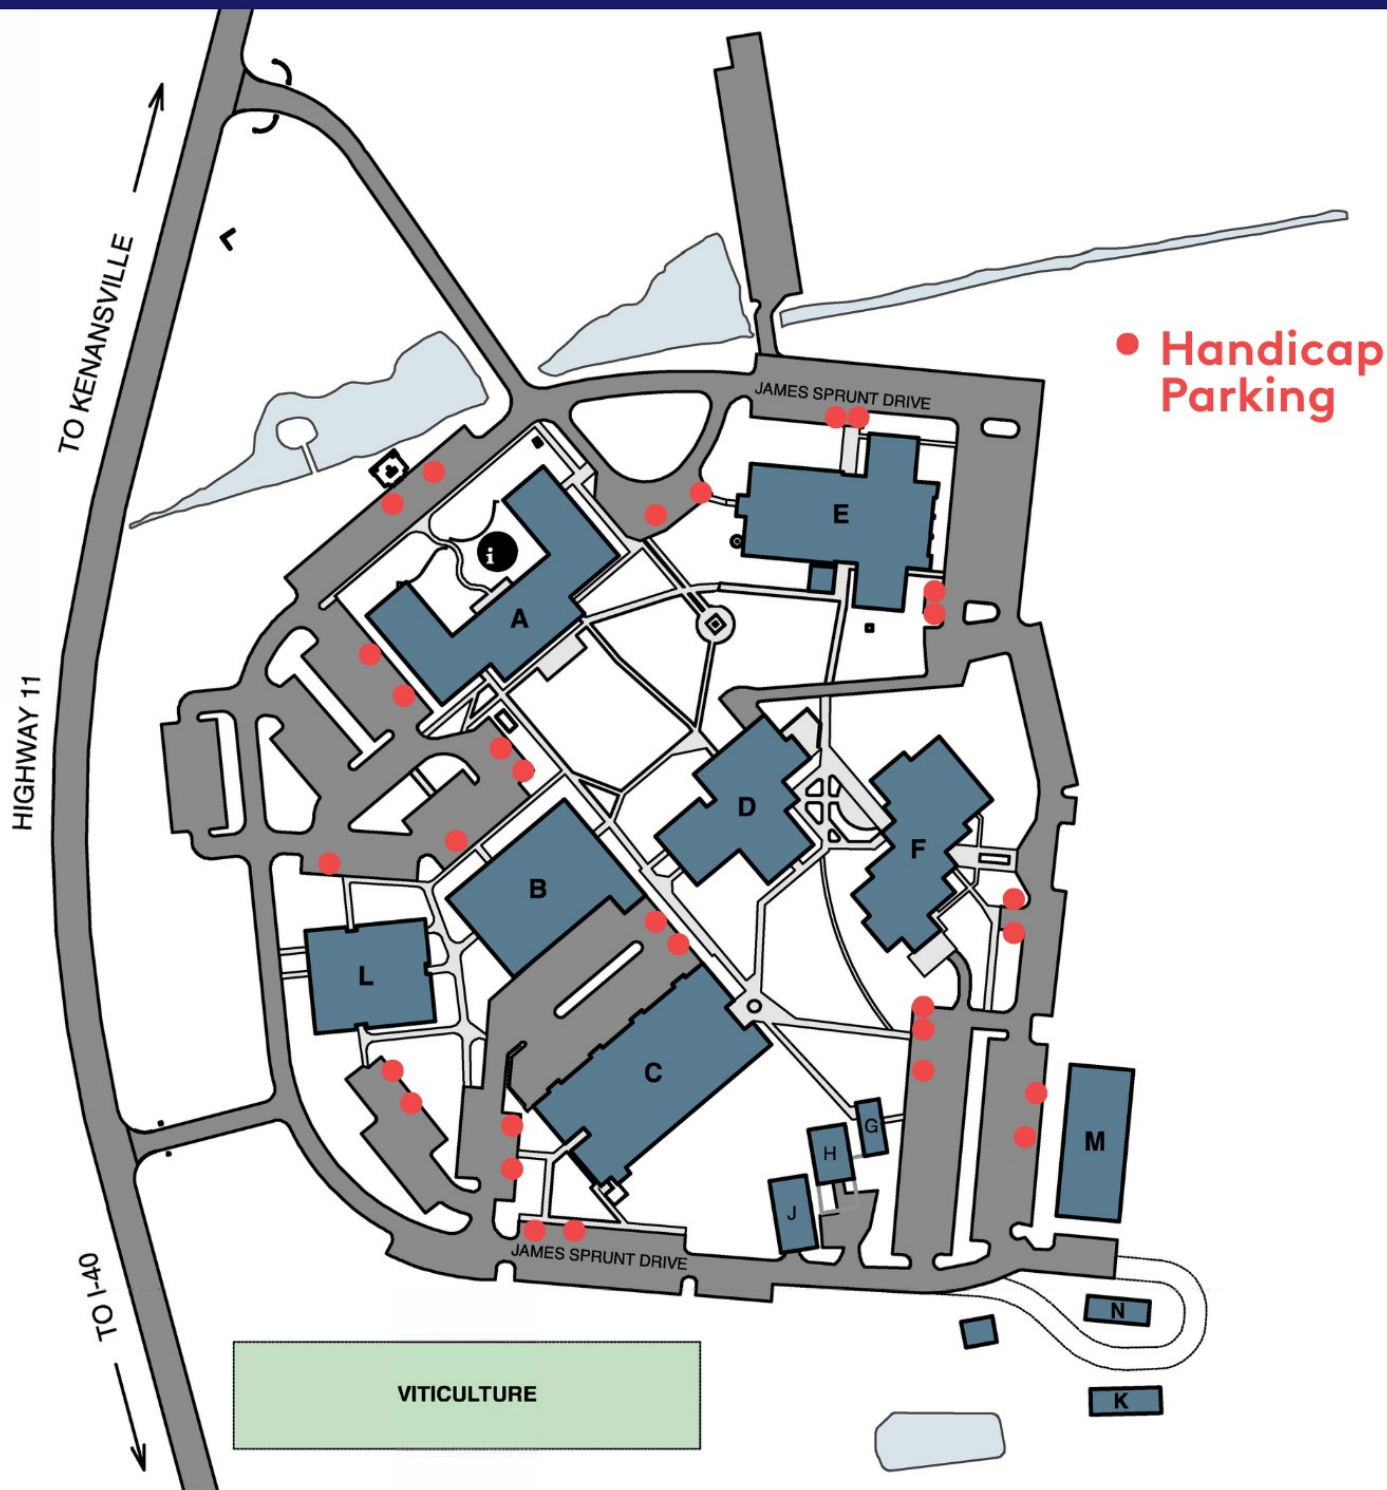 TO KENANSVILLE
JAMES SPRUNT DRIVE
Handicap
Parking
E
i
A
HIGHWAY 11
D
F
B
L
C
G
M
H
J
JAMES SPRUNT DRIVE
TO I-40
N
VITICULTURE
K